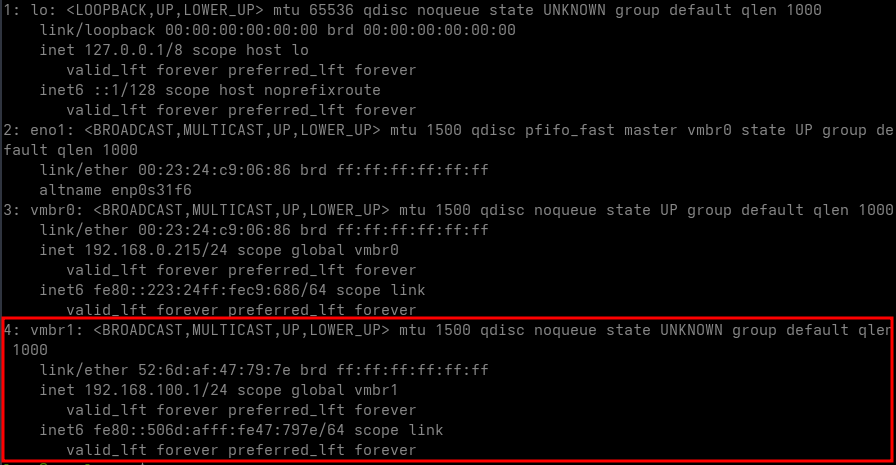 1: lo: <LOOPBACK,UP,LOWER_UP> mtu 65536 qdisc noqueue state UNKNOWN group default qlen 1000
    link/loopback 00:00:00:00:00:00 brd 00:00:00:00:00:00
    inet 127.0.0.1/8 scope host lo
       valid_lft forever preferred_lft forever
    inet6 ::1/128 scope host noprefixroute
       valid_lft forever preferred_lft forever
2: eno1: <BROADCAST,MULTICAST,UP,LOWER_UP> mtu 1500 qdisc pfifo_fast master vmbr0 state UP group de
fault qlen 1000
    link/ether 00:23:24:c9:06:86 brd ff:ff:ff:ff:ff:ff
    altname enp0s31f6
3: vmbr0: <BROADCAST,MULTICAST,UP,LOWER_UP> mtu 1500 qdisc noqueue state UP group default qlen 1000
    link/ether 00:23:24:c9:06:86 brd ff:ff:ff:ff:ff:ff
    inet 192.168.0.215/24 scope global vmbr0
       valid_lft forever preferred_lft forever
    inet6 fe80::223:24ff:fec9:686/64 scope link
       valid_lft forever preferred_lft forever
4: vmbr1: <BROADCAST,MULTICAST,UP,LOWER_UP> mtu 1500 qdisc noqueue state UNKNOWN group default qlen
 1000
    link/ether 52:6d:af:47:79:7e brd ff:ff:ff:ff:ff:ff
    inet 192.168.100.1/24 scope global vmbr1
       valid_lft forever preferred_lft forever
    inet6 fe80::506d:afff:fe47:797e/64 scope link
       valid_lft forever preferred_lft forever